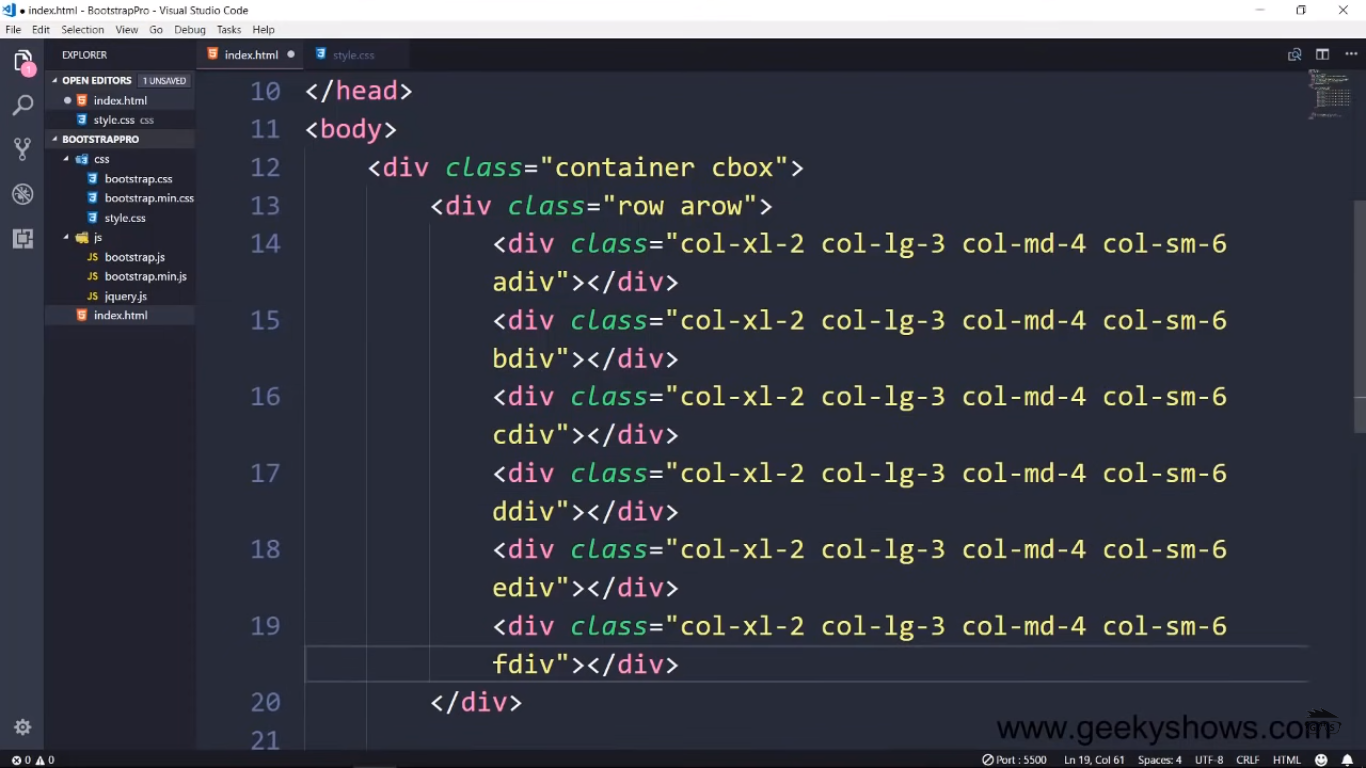 index.html - BootstrapPro - Visual Studio Code
File Edit Selection View Go Debug Tasks Help
EXPLORER
index.html
style.css
OPEN EDITORS 1 UNSAVED
index.html
style.css css
BOOTSTRAPPRO
css
bootstrap.css
bootstrap.min.css
style.css
js
JS bootstrap.js
JS bootstrap.min.js
JS jquery.js
index.html
1
10 </head>
11 <body>
12 <div class="container cbox">
13 <div class="row arow">
14 <div class="col-xl-2 col-lg-3 col-md-4 col-sm-6
adiv"></div>
15 <div class="col-xl-2 col-lg-3 col-md-4 col-sm-6
bdiv"></div>
16 <div class="col-xl-2 col-lg-3 col-md-4 col-sm-6
cdiv"></div>
17 <div class="col-xl-2 col-lg-3 col-md-4 col-sm-6
ddiv"></div>
18 <div class="col-xl-2 col-lg-3 col-md-4 col-sm-6
ediv"></div>
19 <div class="col-xl-2 col-lg-3 col-md-4 col-sm-6
fdiv"></div>
20 </div>
21
www.geekyshows.com
0 0 Port : 5500 Ln 19, Col 61 Spaces: 4 UTF-8 CRLF HTML